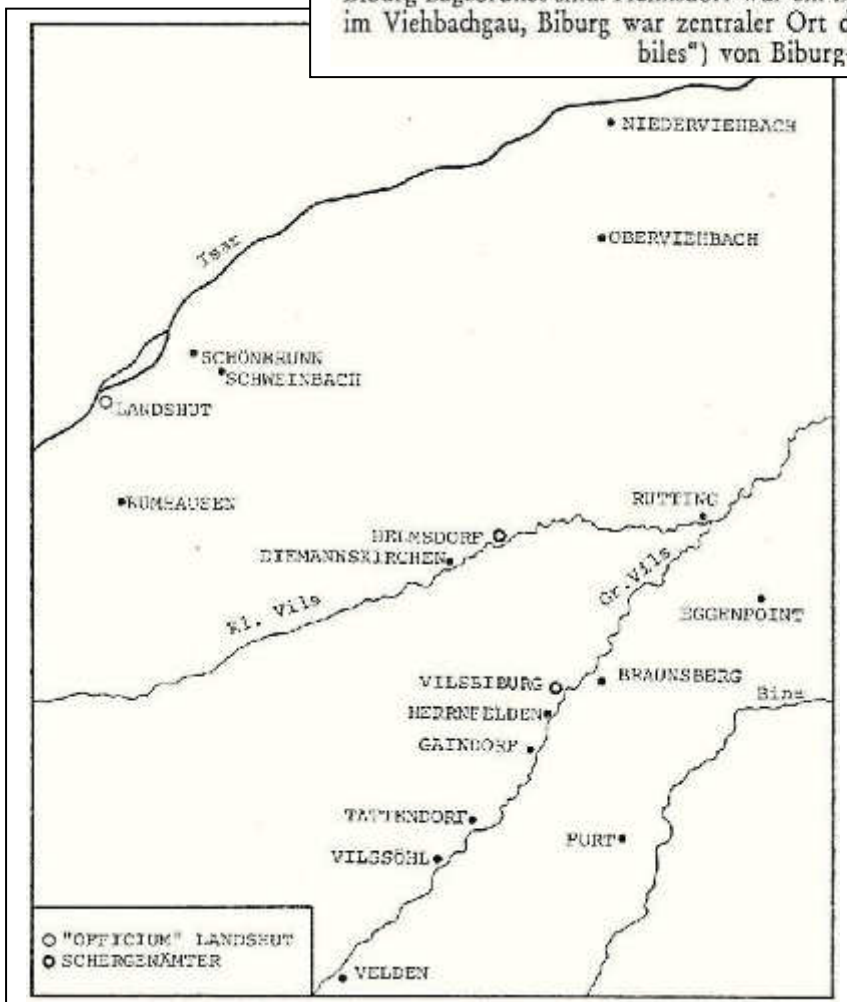 im Viehbachgau, Biburg war zentraler Ort d
biles") von Biburg-
NIEDERVIEHBACH
OBERVIEHBACH
Isar
SCHÖNBRUNN
SCHWEINBACH
LANDSHUT
KUMHAUSEN
RUTTING
HELMSDORF
DIEMANNSKIRCHEN
Gr. Vils
Kl. Vils
EGGENPOINT
VILSBIBURG
BRAUNSBERG
Bina
HERRNFELDEN
GAINDORF
TATTENDORF
FURT
VILSSÖHL
"OFFICIUM" LANDSHUT
SCHERGENÄMTER
VELDEN